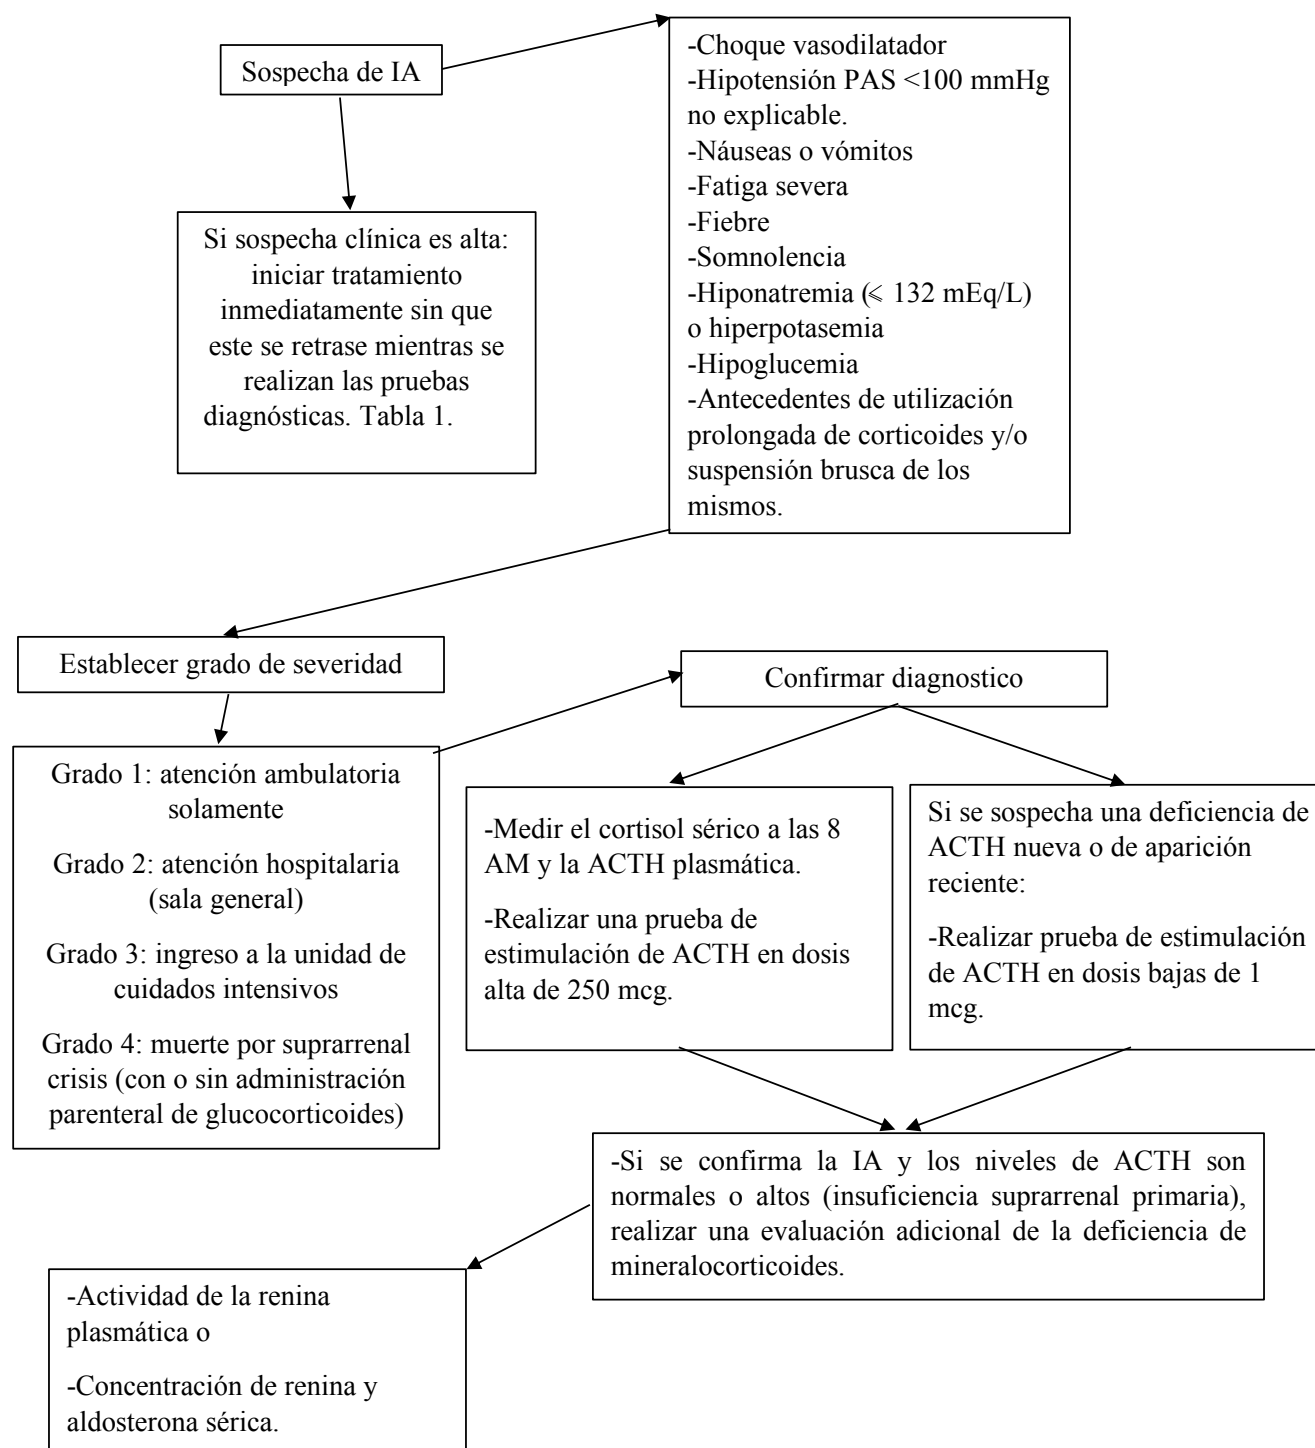 Sospecha de IA
-Choque vasodilatador
-Hipotensión PAS <100 mmHg
no explicable.
-Náuseas o vómitos
-Fatiga severa
-Fiebre
-Somnolencia
-Hiponatremia (⩽ 132 mEq/L)
o hiperpotasemia
-Hipoglucemia
-Antecedentes de utilización
prolongada de corticoides y/o
suspensión brusca de los
mismos.
Si sospecha clínica es alta:
iniciar tratamiento
inmediatamente sin que
este se retrase mientras se
realizan las pruebas
diagnósticas. Tabla 1.
Establecer grado de severidad
Grado 1: atención ambulatoria
solamente
Grado 2: atención hospitalaria
(sala general)
Grado 3: ingreso a la unidad de
cuidados intensivos
Grado 4: muerte por suprarrenal
crisis (con o sin administración
parenteral de glucocorticoides)
Confirmar diagnostico
-Medir el cortisol sérico a las 8
AM y la ACTH plasmática.
-Realizar una prueba de
estimulación de ACTH en dosis
alta de 250 mcg.
Si se sospecha una deficiencia de
ACTH nueva o de aparición
reciente:
-Realizar prueba de estimulación
de ACTH en dosis bajas de 1
mcg.
-Si se confirma la IA y los niveles de ACTH son
normales o altos (insuficiencia suprarrenal primaria),
realizar una evaluación adicional de la deficiencia de
mineralocorticoides.
-Actividad de la renina
plasmática o
-Concentración de renina y
aldosterona sérica.